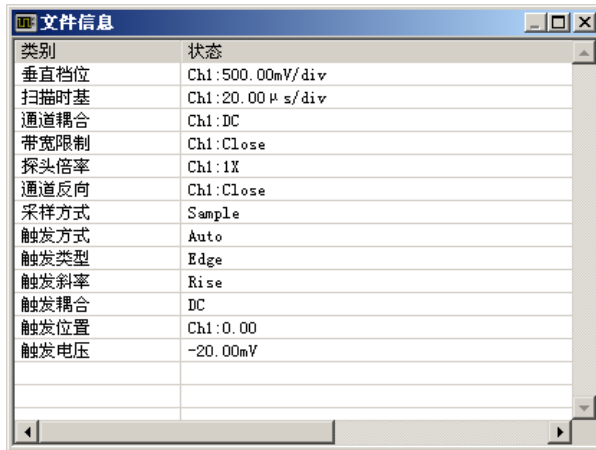 文件信息
类别 状态
垂直档位 Ch1:500.00mV/div
扫描时基 Ch1:20.00μs/div
通道耦合 Ch1:DC
带宽限制 Ch1:Close
探头倍率 Ch1:1X
通道反向 Ch1:Close
采样方式 Sample
触发方式 Auto
触发类型 Edge
触发斜率 Rise
触发耦合 DC
触发位置 Ch1:0.00
触发电压 -20.00mV